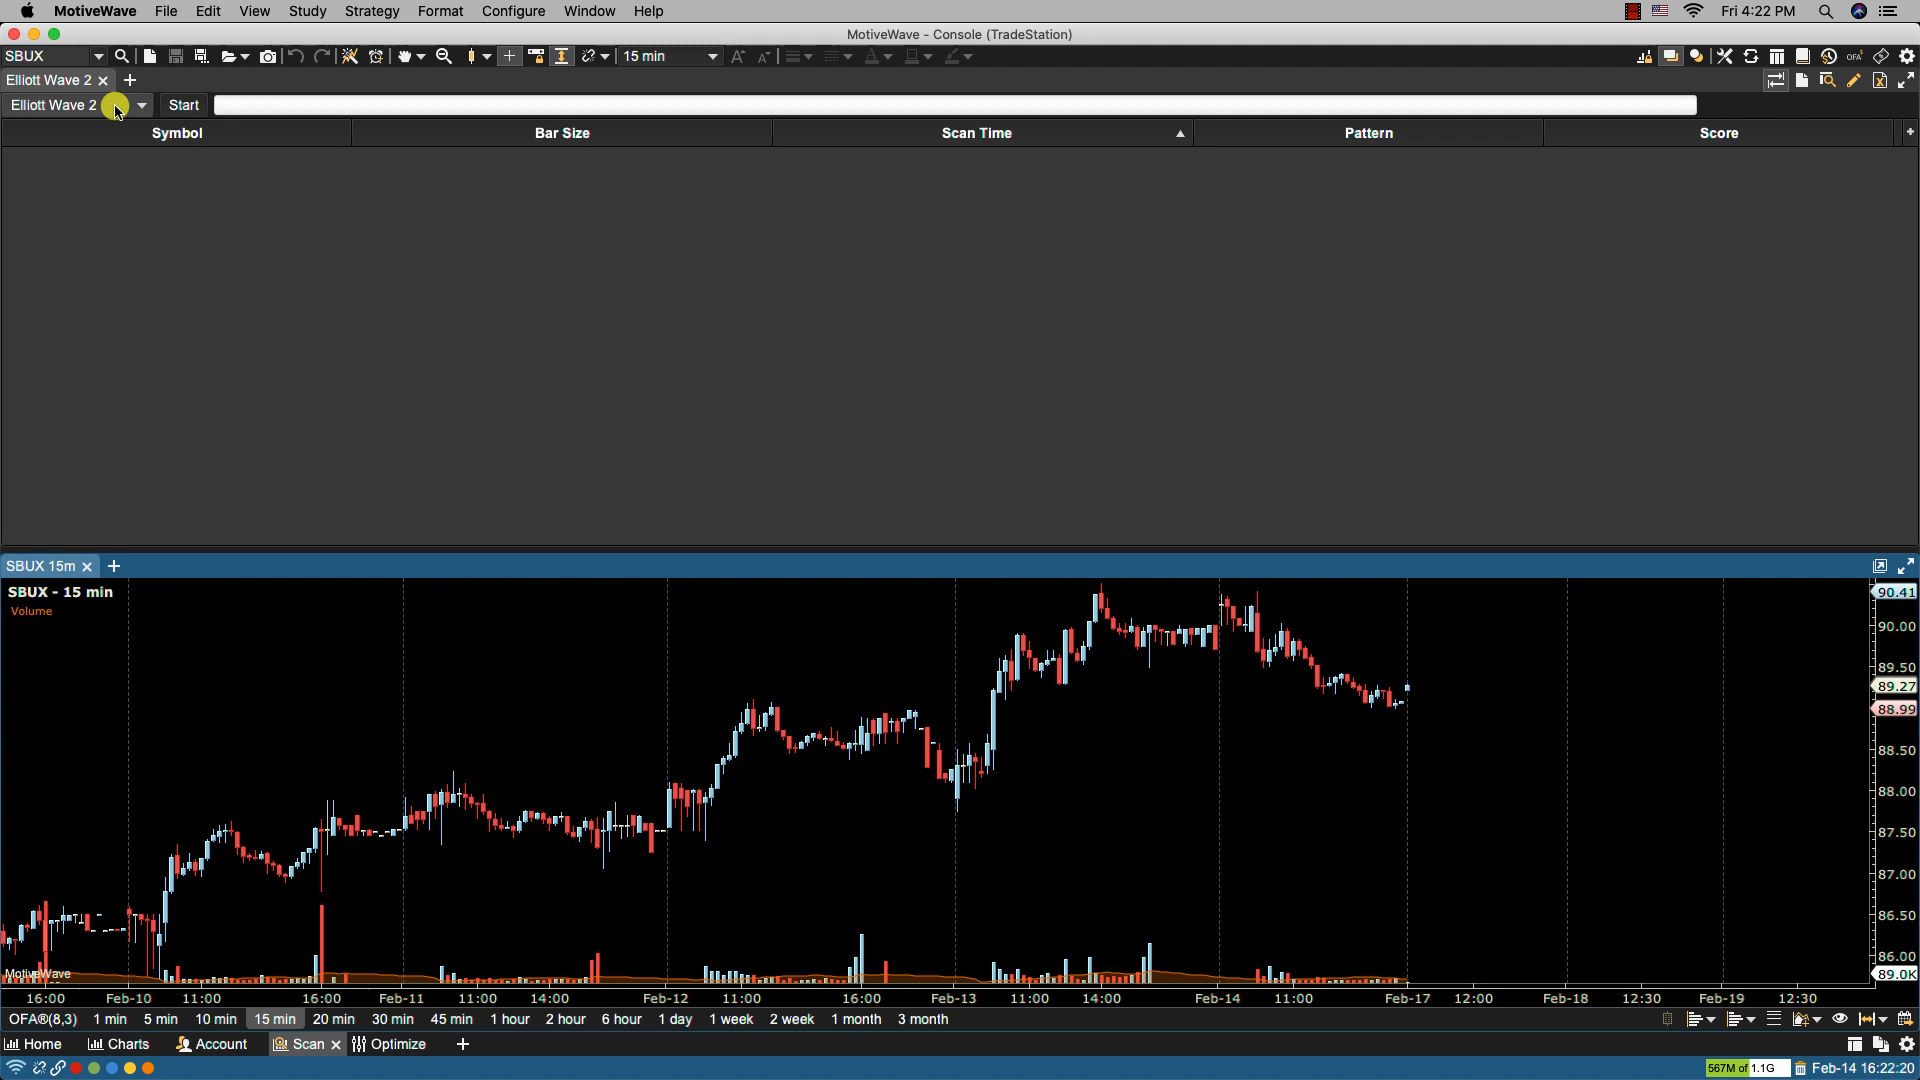 MotiveWave File Edit View Study Strategy Format Configure Window Help Fri 4:22 PM
MotiveWave - Console (TradeStation)
SBUX 15 min OFA
Elliott Wave 2
Elliott Wave 2 Start
Symbol Bar Size Scan Time Pattern Score
SBUX 15m
SBUX - 15 min
Volume
90.41
90.00
89.50
89.27
88.99
88.50
88.00
87.50
87.00
86.50
86.00
89.0K
MotiveWave
16:00 Feb-10 11:00 16:00 Feb-11 11:00 14:00 Feb-12 11:00 16:00 Feb-13 11:00 14:00 Feb-14 11:00 Feb-17 12:00 Feb-18 12:30 Feb-19 12:30
OFA®(8,3) 1 min 5 min 10 min 15 min 20 min 30 min 45 min 1 hour 2 hour 6 hour 1 day 1 week 2 week 1 month 3 month
Home Charts Account Scan Optimize
567M of 1.1G Feb-14 16:22:20